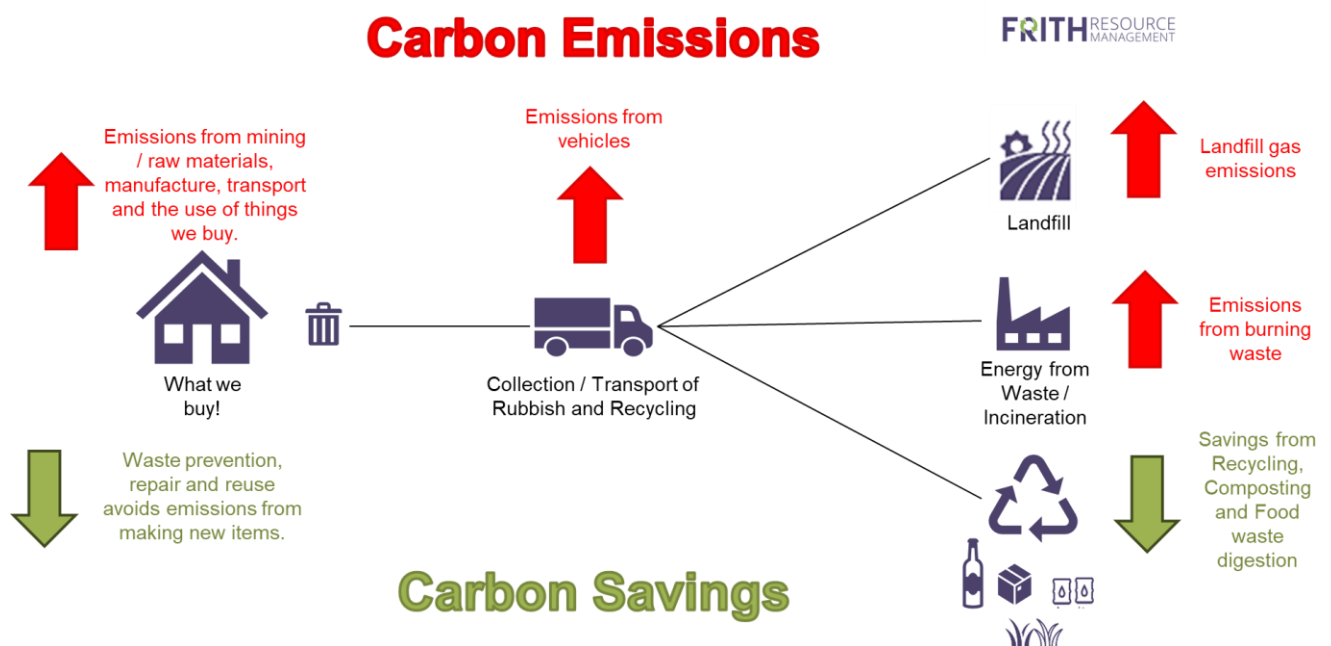 Carbon Emissions
FRITH RESOURCE
MANAGEMENT
Emissions from mining
/ raw materials,
manufacture, transport
and the use of things
we buy.
Emissions from
vehicles
Landfill gas
emissions
Landfill
Emissions
from burning
waste
What we
buy!
Collection / Transport of
Rubbish and Recycling
Energy from
Waste /
Incineration
Waste prevention,
repair and reuse
avoids emissions from
making new items.
Savings from
Recycling,
Composting
and Food
waste
digestion
Carbon Savings